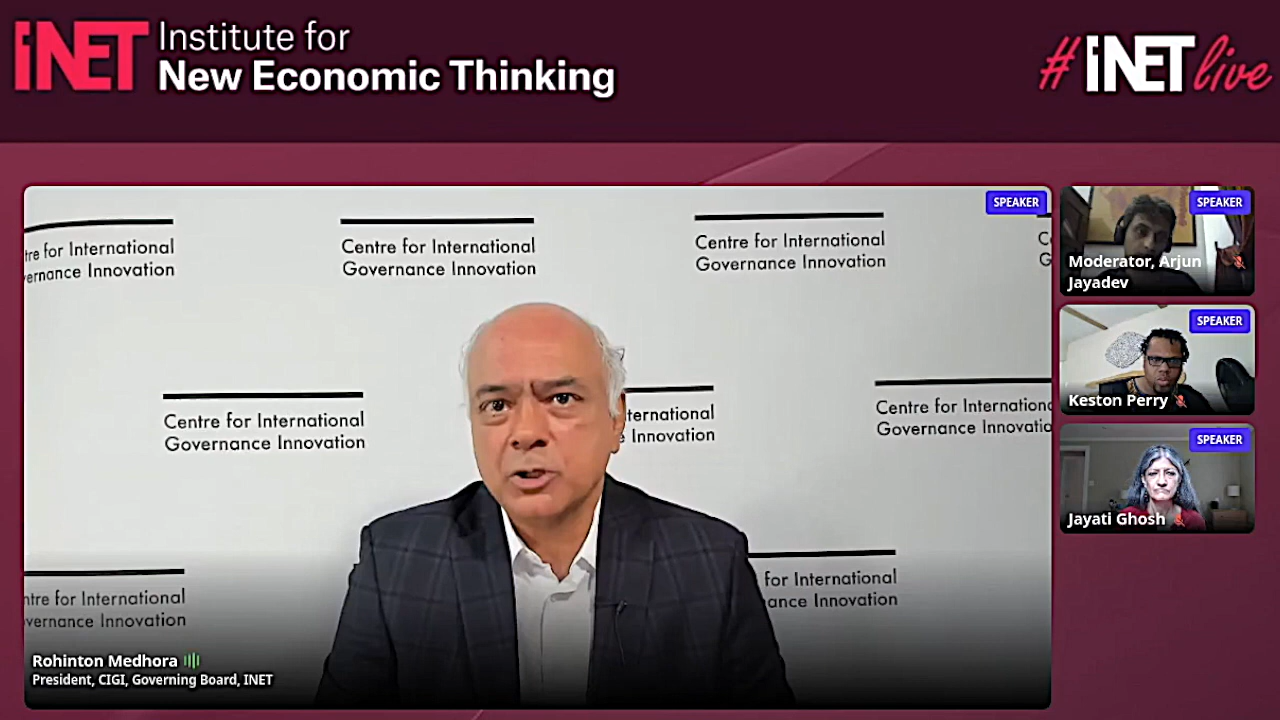 iNET
Institute for
New Economic Thinking
# iNET live
SPEAKER
Centre for International
Governance Innovation
Centre for International
Governance Innovation
Centre for International
Governance Innovation
Centre for International
Governance Innovation
Innovation
for International
Rohinton Medhora
President, CIGI, Governing Board, INET
SPEAKER
Moderator, Arjun
Jayadev
SPEAKER
Keston Perry
SPEAKER
Jayati Ghosh